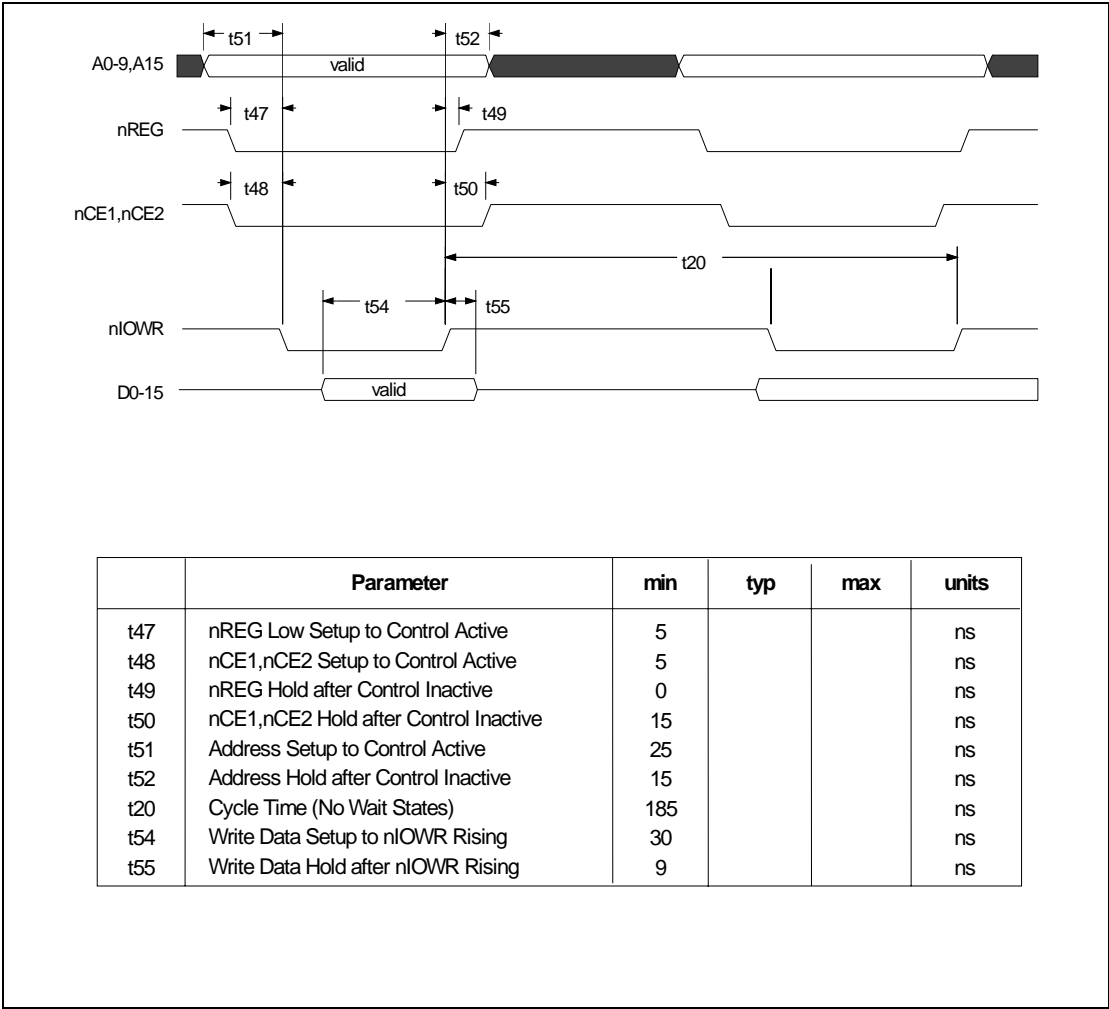 t51 t52
A0-9,A15 valid
t47 t49
nREG
t48 t50
nCE1,nCE2
t20
t54 t55
nIOWR
D0-15 valid
Parameter min typ max units
t47 nREG Low Setup to Control Active 5 ns
t48 nCE1,nCE2 Setup to Control Active 5 ns
t49 nREG Hold after Control Inactive 0 ns
t50 nCE1,nCE2 Hold after Control Inactive 15 ns
t51 Address Setup to Control Active 25 ns
t52 Address Hold after Control Inactive 15 ns
t20 Cycle Time (No Wait States) 185 ns
t54 Write Data Setup to nIOWR Rising 30 ns
t55 Write Data Hold after nIOWR Rising 9 ns